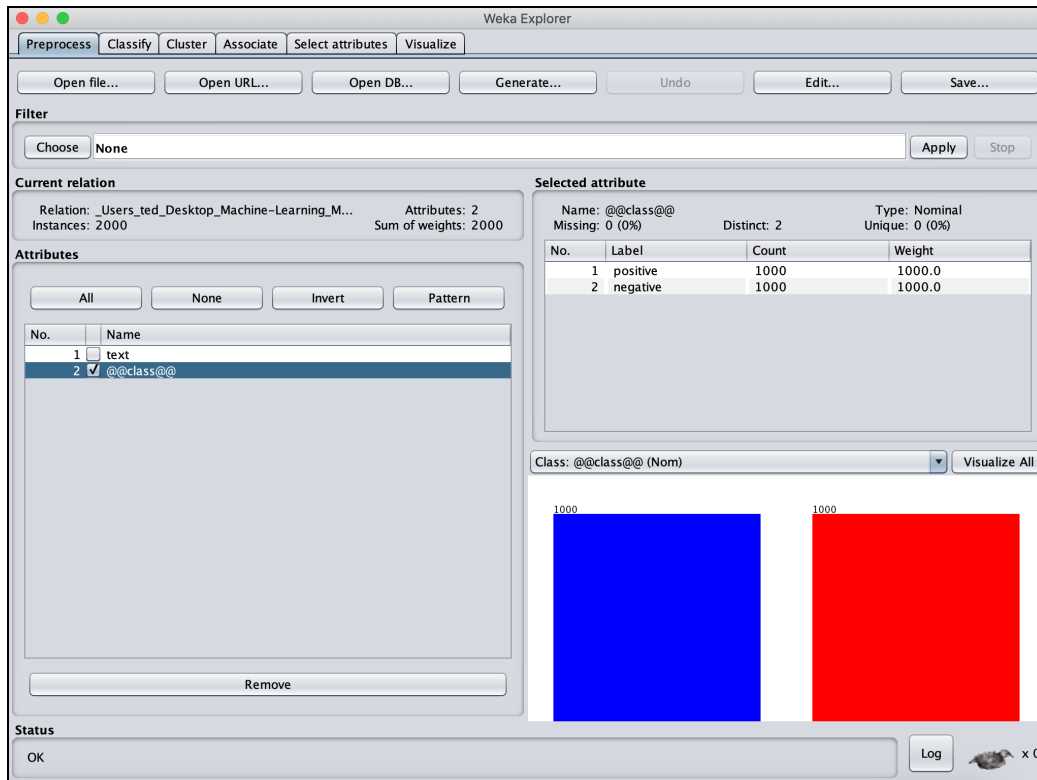 Weka Explorer
Preprocess Classify Cluster Associate Select attributes Visualize
Open file... Open URL... Open DB... Generate... Undo Edit... Save...
Filter
Choose None Apply Stop
Current relation
Relation: _Users_ted_Desktop_Machine-Learning_M... Attributes: 2
Instances: 2000 Sum of weights: 2000
Attributes
All None Invert Pattern
No. Name
1 text
2 @@class@@
Remove
Selected attribute
Name: @@class@@ Type: Nominal
Missing: 0 (0%) Distinct: 2 Unique: 0 (0%)
No. Label Count Weight
1 positive 1000 1000.0
2 negative 1000 1000.0
Class: @@class@@ (Nom) Visualize All
1000 1000
Status
OK Log x 0